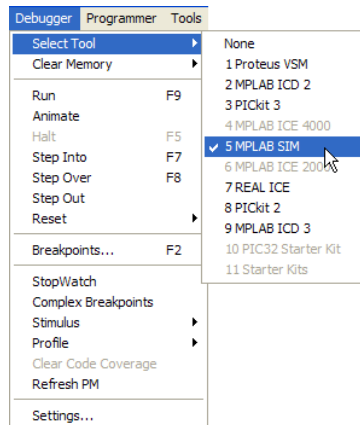 Debugger Programmer Tools
Select Tool
Clear Memory
Run F9
Animate
Halt F5
Step Into F7
Step Over F8
Step Out
Reset
Breakpoints... F2
StopWatch
Complex Breakpoints
Stimulus
Profile
Clear Code Coverage
Refresh PM
Settings...
None
1 Proteus VSM
2 MPLAB ICD 2
3 PICkit 3
4 MPLAB ICE 4000
5 MPLAB SIM
6 MPLAB ICE 2000
7 REAL ICE
8 PICkit 2
9 MPLAB ICD 3
10 PIC32 Starter Kit
11 Starter Kits